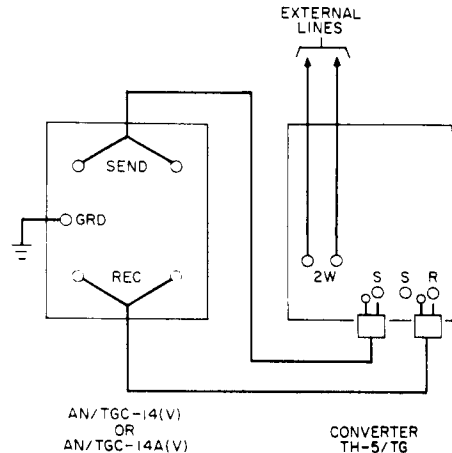 EXTERNAL
LINES
SEND
GRD
REC
2W
S
S
R
AN/TGC-14(V)
OR
AN/TGC-14A(V)
CONVERTER
TH-5/TG